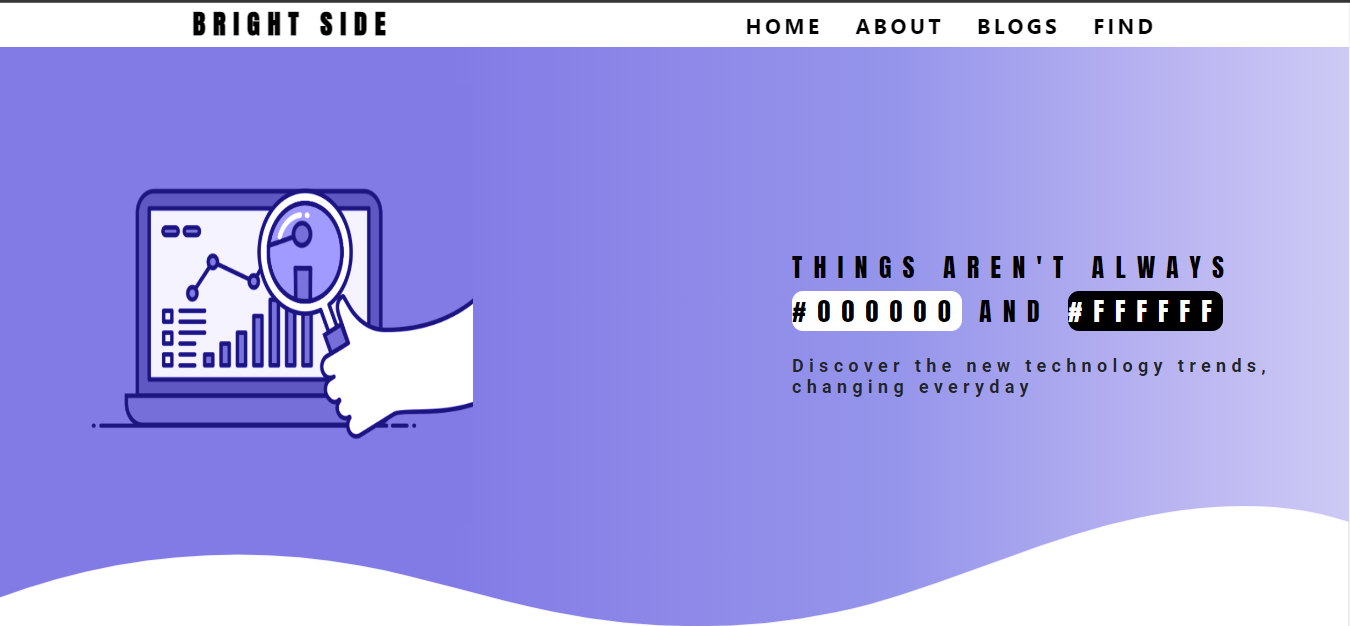 BRIGHT SIDE
HOME ABOUT BLOGS FIND
THINGS AREN'T ALWAYS
#000000 AND #FFFFFF
Discover the new technology trends,
changing everyday